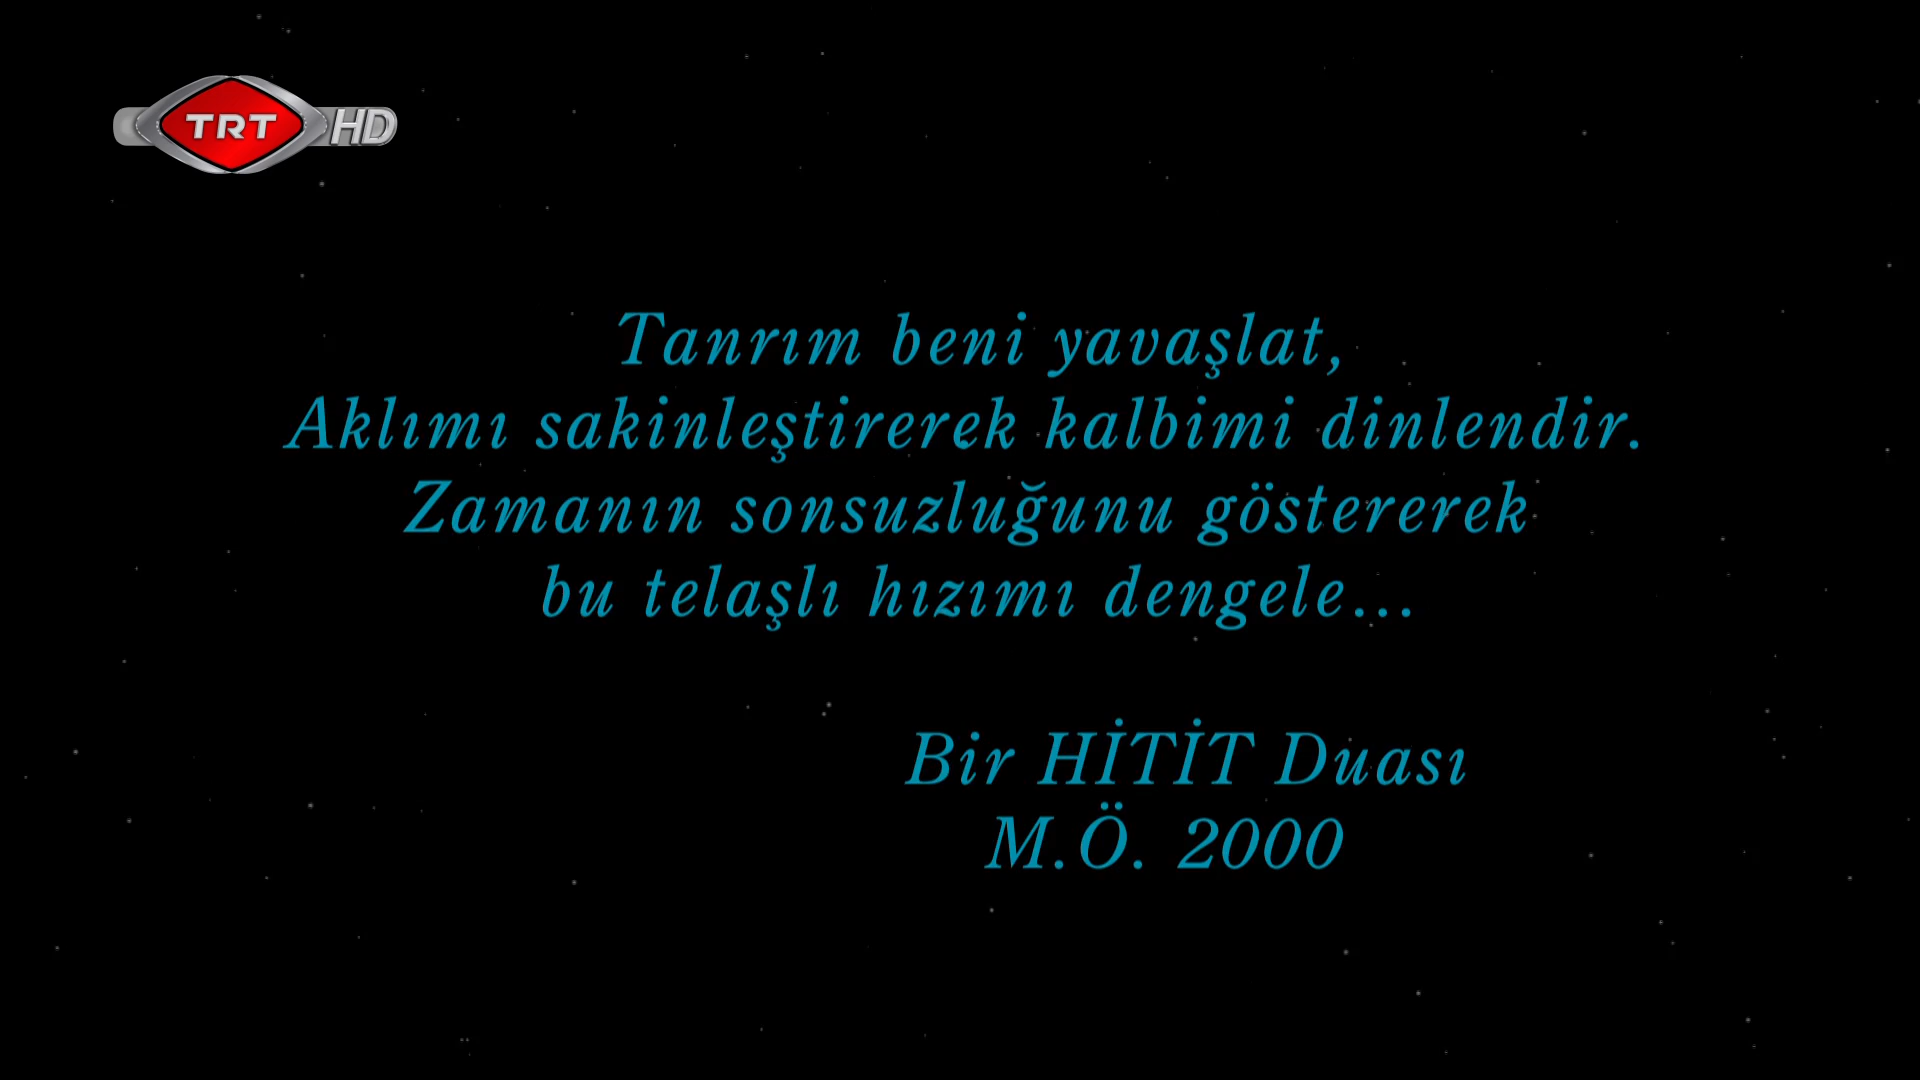 TRT HD
Tanrım beni yavaşlat,
Aklımı sakinleştirerek kalbimi dinlendir.
Zamanın sonsuzluğunu göstererek
bu telaşlı hızımı dengele...
Bir HİTİT Duası
M.Ö. 2000